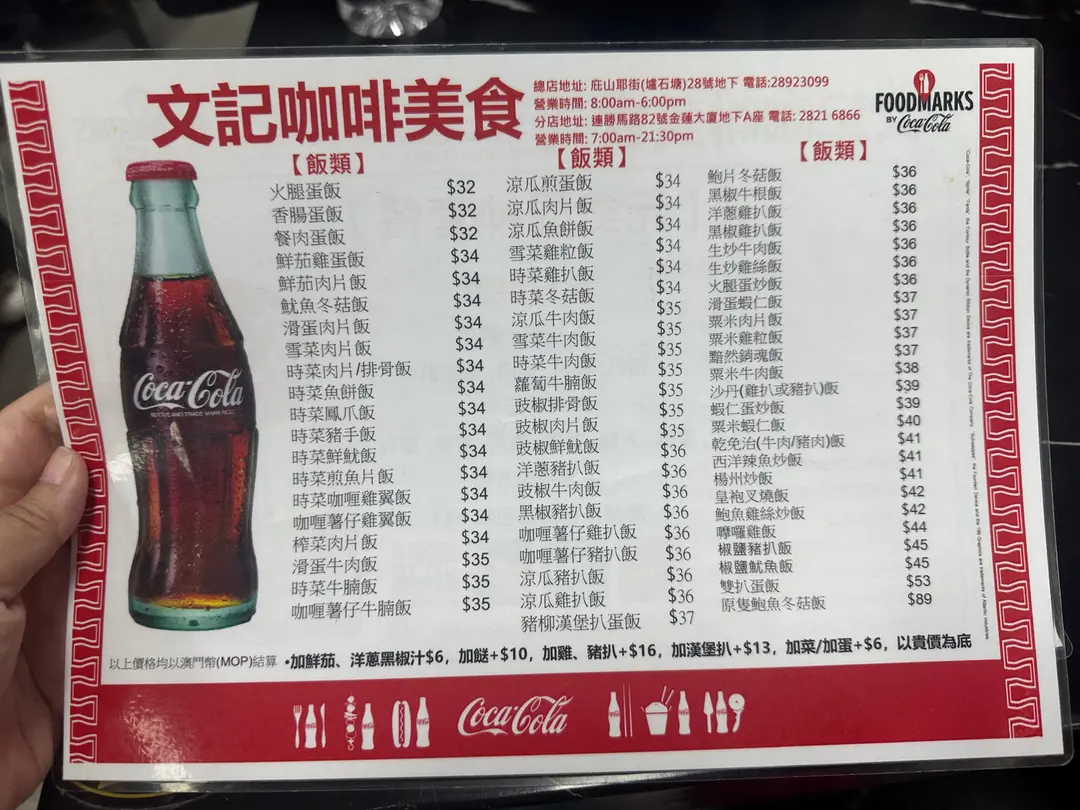 文記咖啡美食
總店地址: 庇山耶街(爐石塘)28號地下 電話:28923099
營業時間: 8:00am-6:00pm
分店地址: 連勝馬路82號金蓮大廈地下A座 電話: 2821 6866
營業時間: 7:00am-21:30pm
FOODMARKS
BY Coca-Cola
【飯類】
火腿蛋飯 $32
香腸蛋飯 $32
餐肉蛋飯 $32
鮮茄雞蛋飯 $34
鮮茄肉片飯 $34
魷魚冬菇飯 $34
滑蛋肉片飯 $34
雪菜肉片飯 $34
時菜肉片/排骨飯 $34
時菜魚餅飯 $34
時菜鳳爪飯 $34
時菜豬手飯 $34
時菜鮮魷飯 $34
時菜煎魚片飯 $34
時菜咖喱雞翼飯 $34
咖喱薯仔雞翼飯 $34
榨菜肉片飯 $34
滑蛋牛肉飯 $35
時菜牛腩飯 $35
咖喱薯仔牛腩飯 $35
【飯類】
涼瓜煎蛋飯 $34
涼瓜肉片飯 $34
涼瓜魚餅飯 $34
雪菜雞粒飯 $34
時菜雞扒飯 $34
時菜冬菇飯 $34
涼瓜牛肉飯 $35
雪菜牛肉飯 $35
時菜牛肉飯 $35
蘿蔔牛腩飯 $35
豉椒排骨飯 $35
豉椒肉片飯 $35
豉椒鮮魷飯 $36
洋蔥豬扒飯 $36
豉椒牛肉飯 $36
黑椒豬扒飯 $36
咖喱薯仔雞扒飯 $36
咖喱薯仔豬扒飯 $36
涼瓜豬扒飯 $36
涼瓜雞扒飯 $36
豬柳漢堡扒蛋飯 $37
【飯類】
鮑片冬菇飯 $36
黑椒牛根飯 $36
洋蔥雞扒飯 $36
黑椒雞扒飯 $36
生炒牛肉飯 $36
生炒雞絲飯 $36
火腿蛋炒飯 $36
滑蛋蝦仁飯 $37
粟米肉片飯 $37
粟米雞粒飯 $37
黯然銷魂飯 $37
粟米牛肉飯 $38
沙丹(雞扒或豬扒)飯 $39
蝦仁蛋炒飯 $39
粟米蝦仁飯 $40
乾免治(牛肉/豬肉)飯 $41
西洋辣魚炒飯 $41
楊州炒飯 $41
皇袍叉燒飯 $42
鮑魚雞絲炒飯 $42
嚤囉雞飯 $44
椒鹽豬扒飯 $45
椒鹽魷魚飯 $45
雙扒蛋飯 $53
原隻鮑魚冬菇飯 $89
Coca-Cola
BOTTLE AND TRADE MARK REGD
以上價格均以澳門幣(MOP)結算 •加鮮茄、洋蔥黑椒汁$6, 加餸+$10, 加雞、豬扒+$16, 加漢堡扒+$13, 加菜/加蛋+$6, 以貴價為底
Coca-Cola